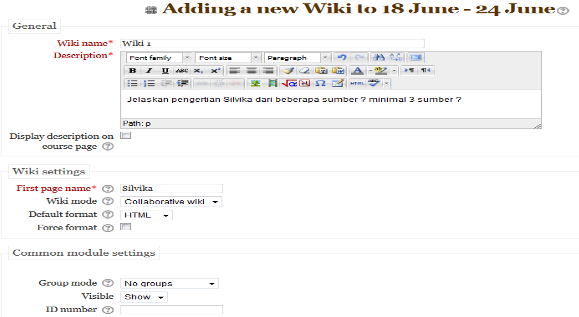 Adding a new Wiki to 18 June - 24 June
General
Wiki name* Wiki 1
Description*
Font family Font size Paragraph
B I U ABC
HTML
Jelaskan pengertian Silvika dari beberapa sumber ? minimal 3 sumber ?
Path: p
Display description on
course page
Wiki settings
First page name* Silvika
Wiki mode Collaborative wiki
Default format HTML
Force format
Common module settings
Group mode No groups
Visible Show
ID number